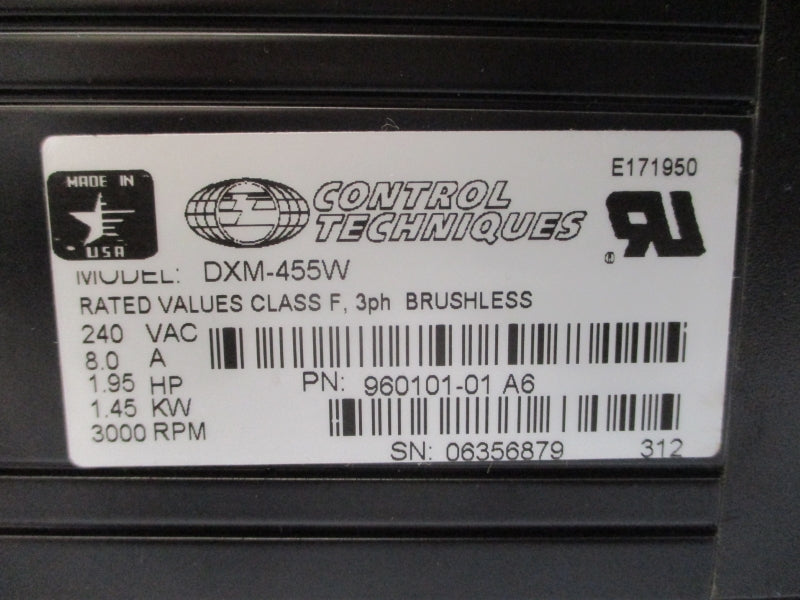 MADE IN
USA
CONTROL
TECHNIQUES
E171950
RU
®
MODEL: DXM-455W
RATED VALUES CLASS F, 3ph BRUSHLESS
240 VAC
8.0 A
1.95 HP
1.45 KW
3000 RPM
PN: 960101-01 A6
SN: 06356879 312